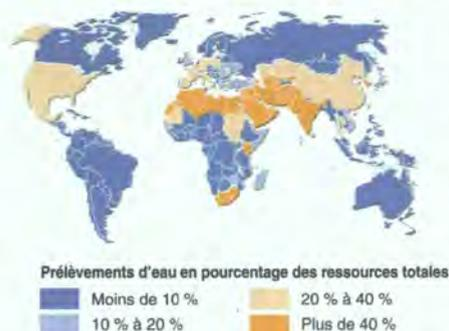 Prélèvements d'eau en pourcentage des ressources totales
Moins de 10 %
20 % à 40 %
10 % à 20 %
Plus de 40 %